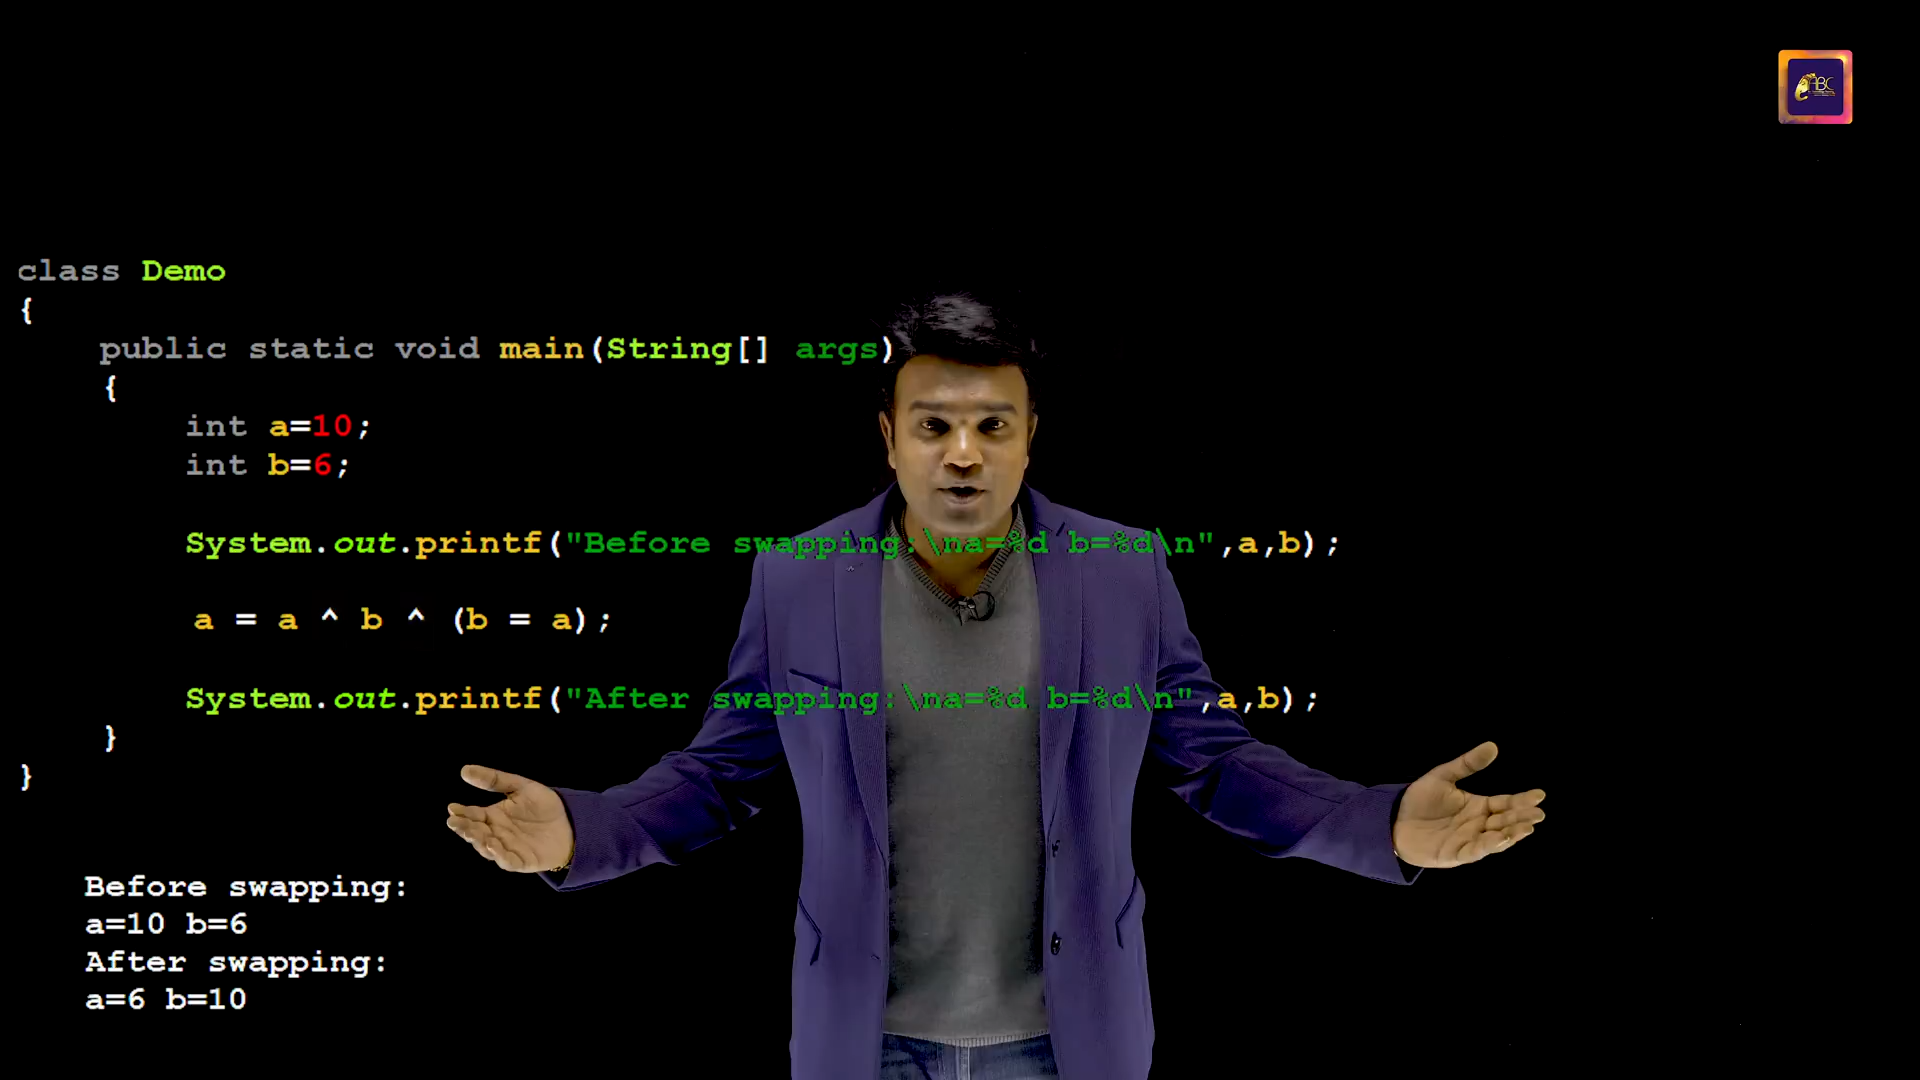 ABC
class Demo
{
public static void main(String[] args)
{
int a=10;
int b=6;
System.out.printf("Before swapping:\na=%d b=%d\n",a,b);
a = a ^ b ^ (b = a);
System.out.printf("After swapping:\na=%d b=%d\n",a,b);
}
}
Before swapping:
a=10 b=6
After swapping:
a=6 b=10